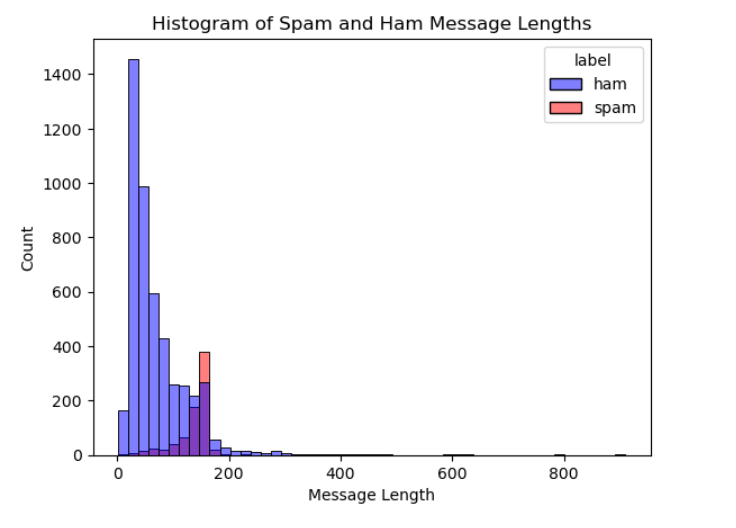 Histogram of Spam and Ham Message Lengths
label
ham
spam
1400
1200
1000
800
600
400
200
0
Count
0 200 400 600 800
Message Length